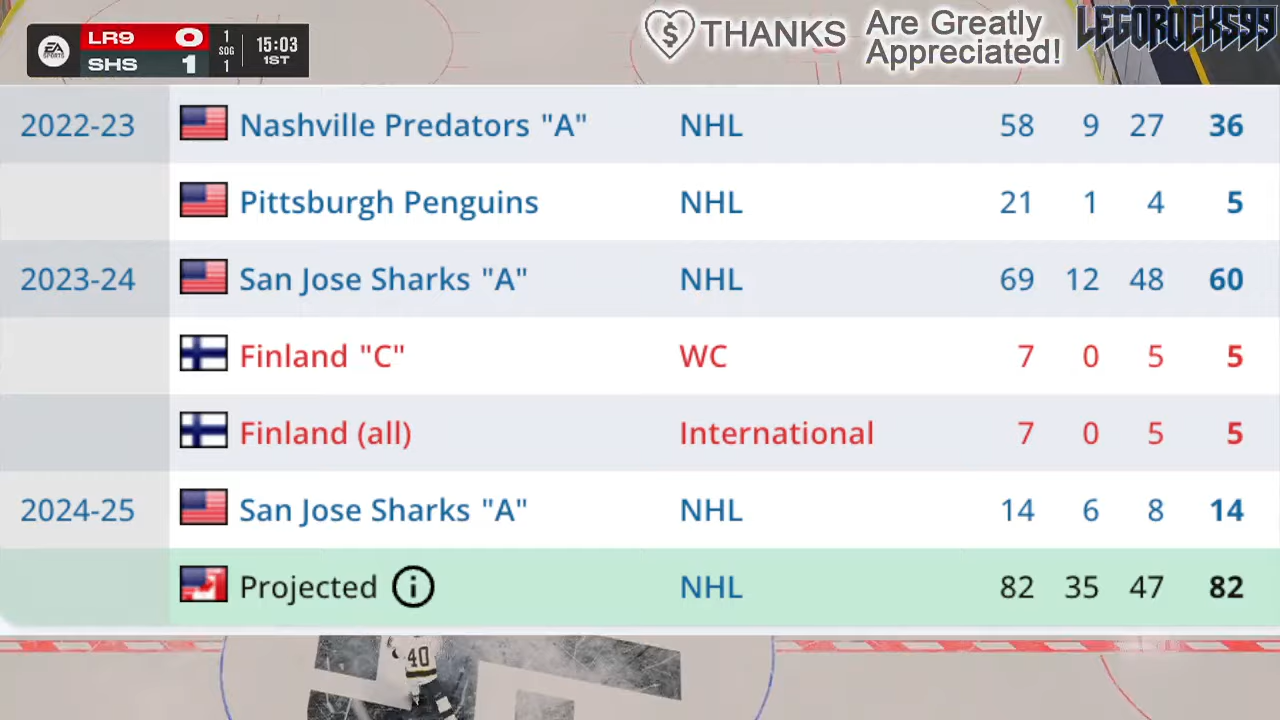 LR9 0
SHS 1
1
SOG
1
15:03
1ST
EA
SPORTS
$ THANKS Are Greatly
Appreciated!
LEGOROCKS99
2022-23 Nashville Predators "A" NHL 58 9 27 36
Pittsburgh Penguins NHL 21 1 4 5
2023-24 San Jose Sharks "A" NHL 69 12 48 60
Finland "C" WC 7 0 5 5
Finland (all) International 7 0 5 5
2024-25 San Jose Sharks "A" NHL 14 6 8 14
Projected i NHL 82 35 47 82
40